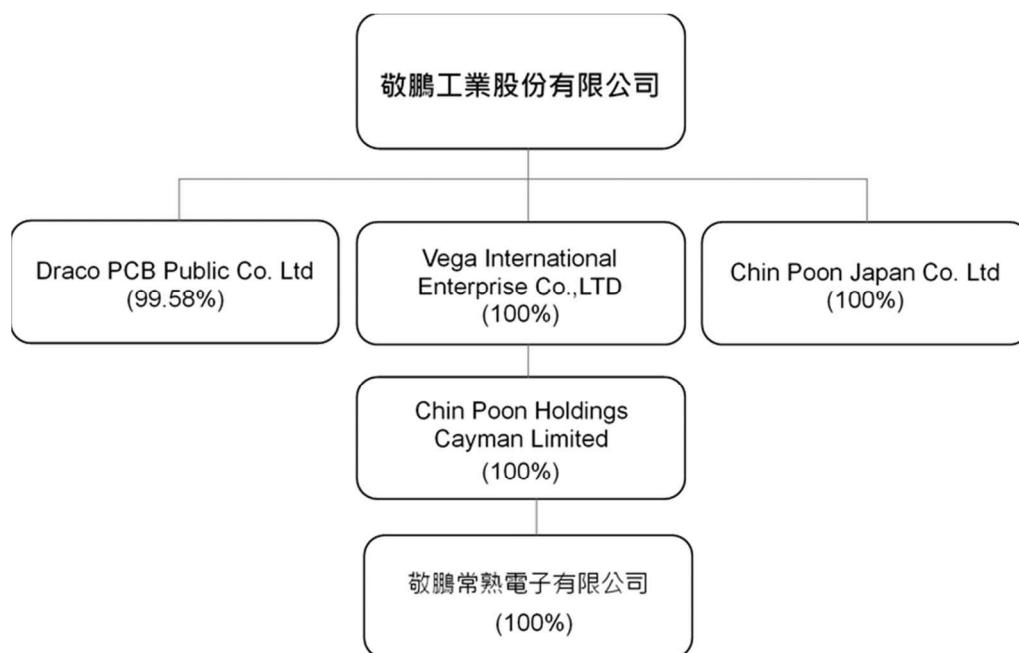 敬鵬工業股份有限公司
Draco PCB Public Co. Ltd
(99.58%)
Vega International
Enterprise Co.,LTD
(100%)
Chin Poon Japan Co. Ltd
(100%)
Chin Poon Holdings
Cayman Limited
(100%)
敬鵬常熟電子有限公司
(100%)